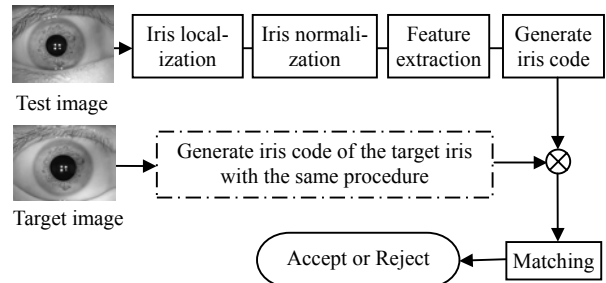 Iris local-
ization
Iris normali-
zation
Feature
extraction
Generate
iris code
Test image
Generate iris code of the target iris
with the same procedure
Target image
Accept or Reject
Matching